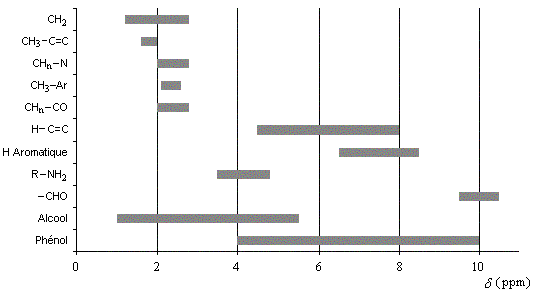 CH₂
CH₃–C=C
CHₙ–N
CH₃–Ar
CHₙ–CO
H–C=C
H Aromatique
R–NH₂
–CHO
Alcool
Phénol
0 2 4 6 8 10
δ (ppm)